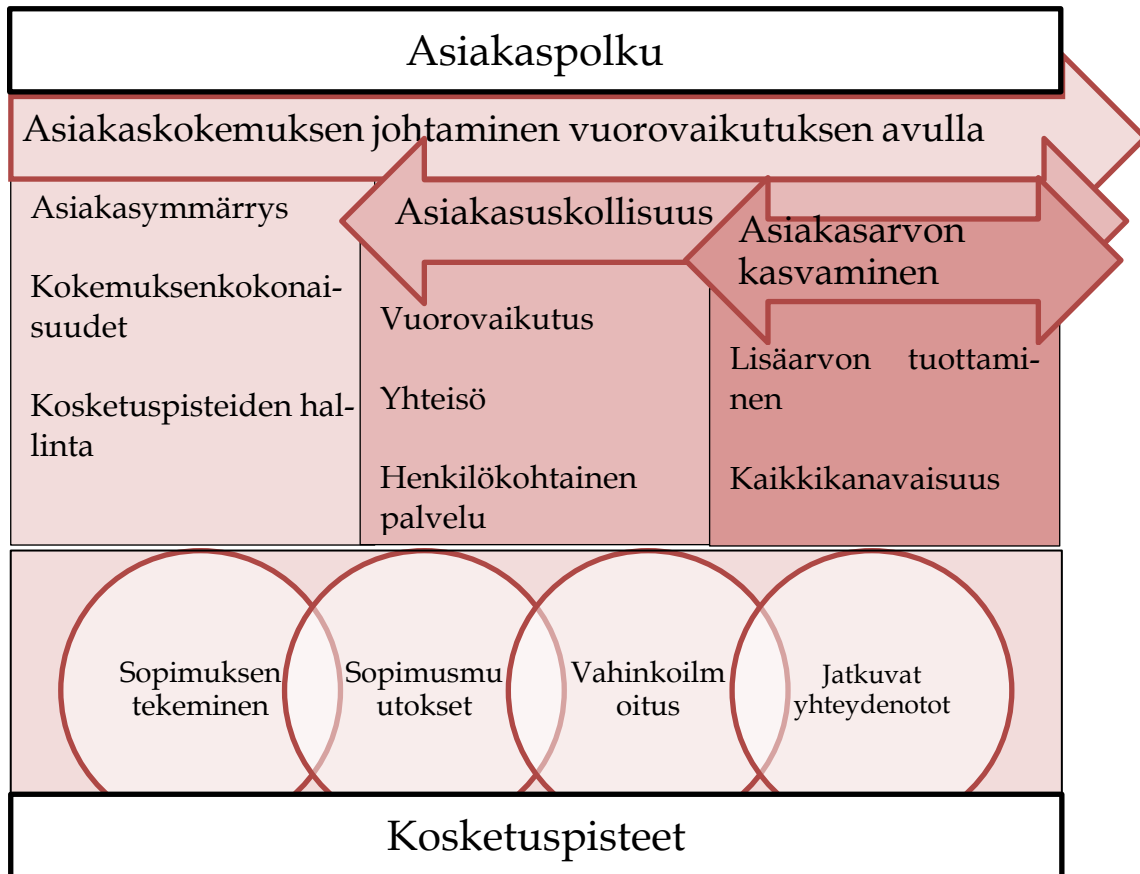 Asiakaspolku
Asiakaskokemuksen johtaminen vuorovaikutuksen avulla
Asiakasymmärrys
Kokemuksenkokonai-
suudet
Kosketuspisteiden hal-
linta
Asiakasuskollisuus
Vuorovaikutus
Yhteisö
Henkilökohtainen
palvelu
Asiakasarvon
kasvaminen
Lisäarvon tuottami-
nen
Kaikkikanavaisuus
Sopimuksen
tekeminen
Sopimusmu
utokset
Vahinkoilm
oitus
Jatkuvat
yhteydenotot
Kosketuspisteet